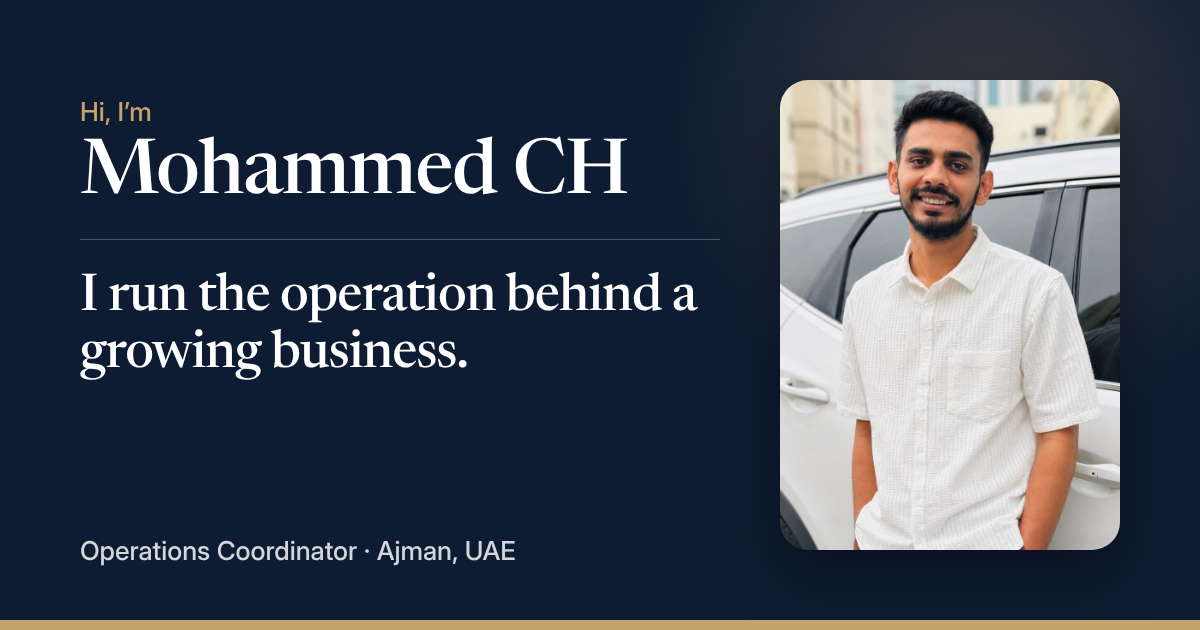 Hi, I’m
Mohammed CH
I run the operation behind a
growing business.
Operations Coordinator · Ajman, UAE